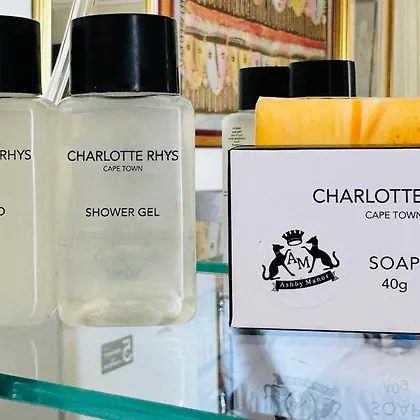 RHYS
CHARLOTTE RHYS
CAPE TOWN
SHOWER GEL
CHARLOTTE
CAPE TOWN
AM
Ashby Manor
SOAP
40g